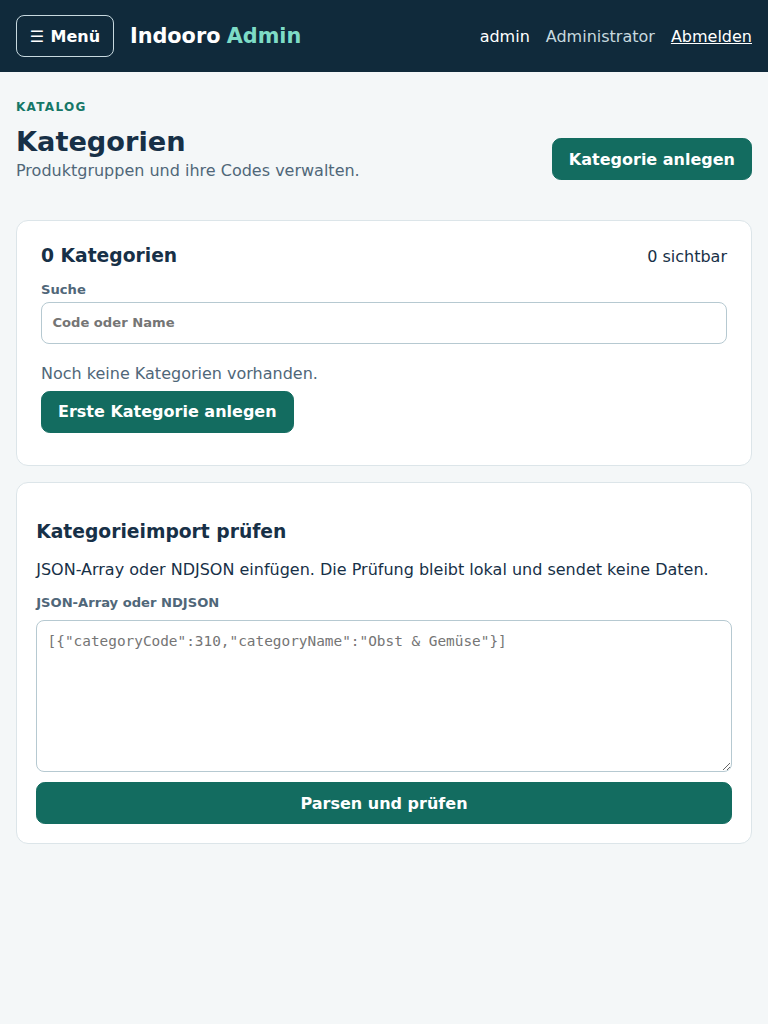 ☰ Menü
Indooro Admin
admin Administrator Abmelden
KATALOG
Kategorien
Produktgruppen und ihre Codes verwalten.
Kategorie anlegen
0 Kategorien
0 sichtbar
Suche
Code oder Name
Noch keine Kategorien vorhanden.
Erste Kategorie anlegen
Kategorieimport prüfen
JSON-Array oder NDJSON einfügen. Die Prüfung bleibt lokal und sendet keine Daten.
JSON-Array oder NDJSON
[{"categoryCode":310,"categoryName":"Obst & Gemüse"}]
Parsen und prüfen